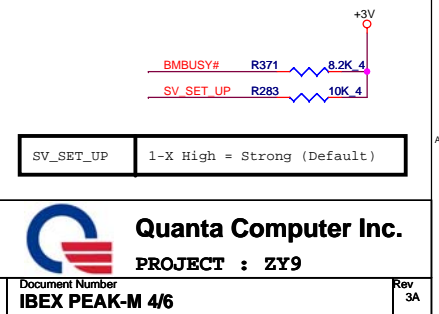 +3V
BMBUSY# R371 8.2K_4
SV_SET_UP R283 10K_4
A
SV_SET_UP 1-X High = Strong (Default)
Quanta Computer Inc.
PROJECT : ZY9
Document Number Rev
IBEX PEAK-M 4/6 3A